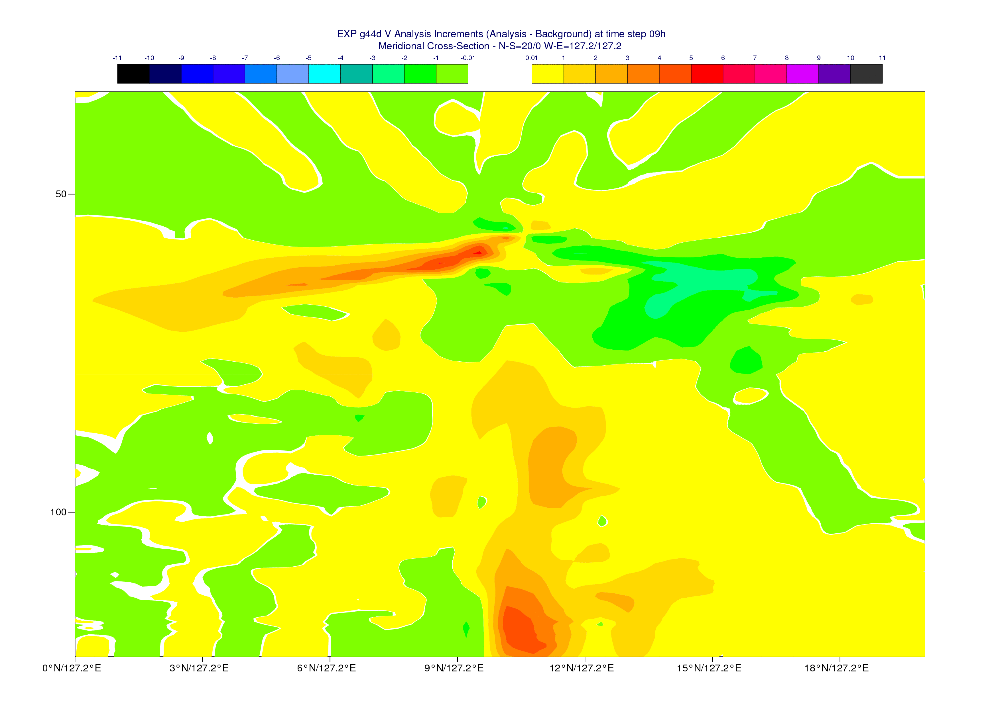 EXP g44d V Analysis Increments (Analysis - Background) at time step 09h
Meridional Cross-Section - N-S=20/0 W-E=127.2/127.2
-11 -10 -9 -8 -7 -6 -5 -4 -3 -2 -1 -0.01 0.01 1 2 3 4 5 6 7 8 9 10 11
50
100
0°N/127.2°E 3°N/127.2°E 6°N/127.2°E 9°N/127.2°E 12°N/127.2°E 15°N/127.2°E 18°N/127.2°E